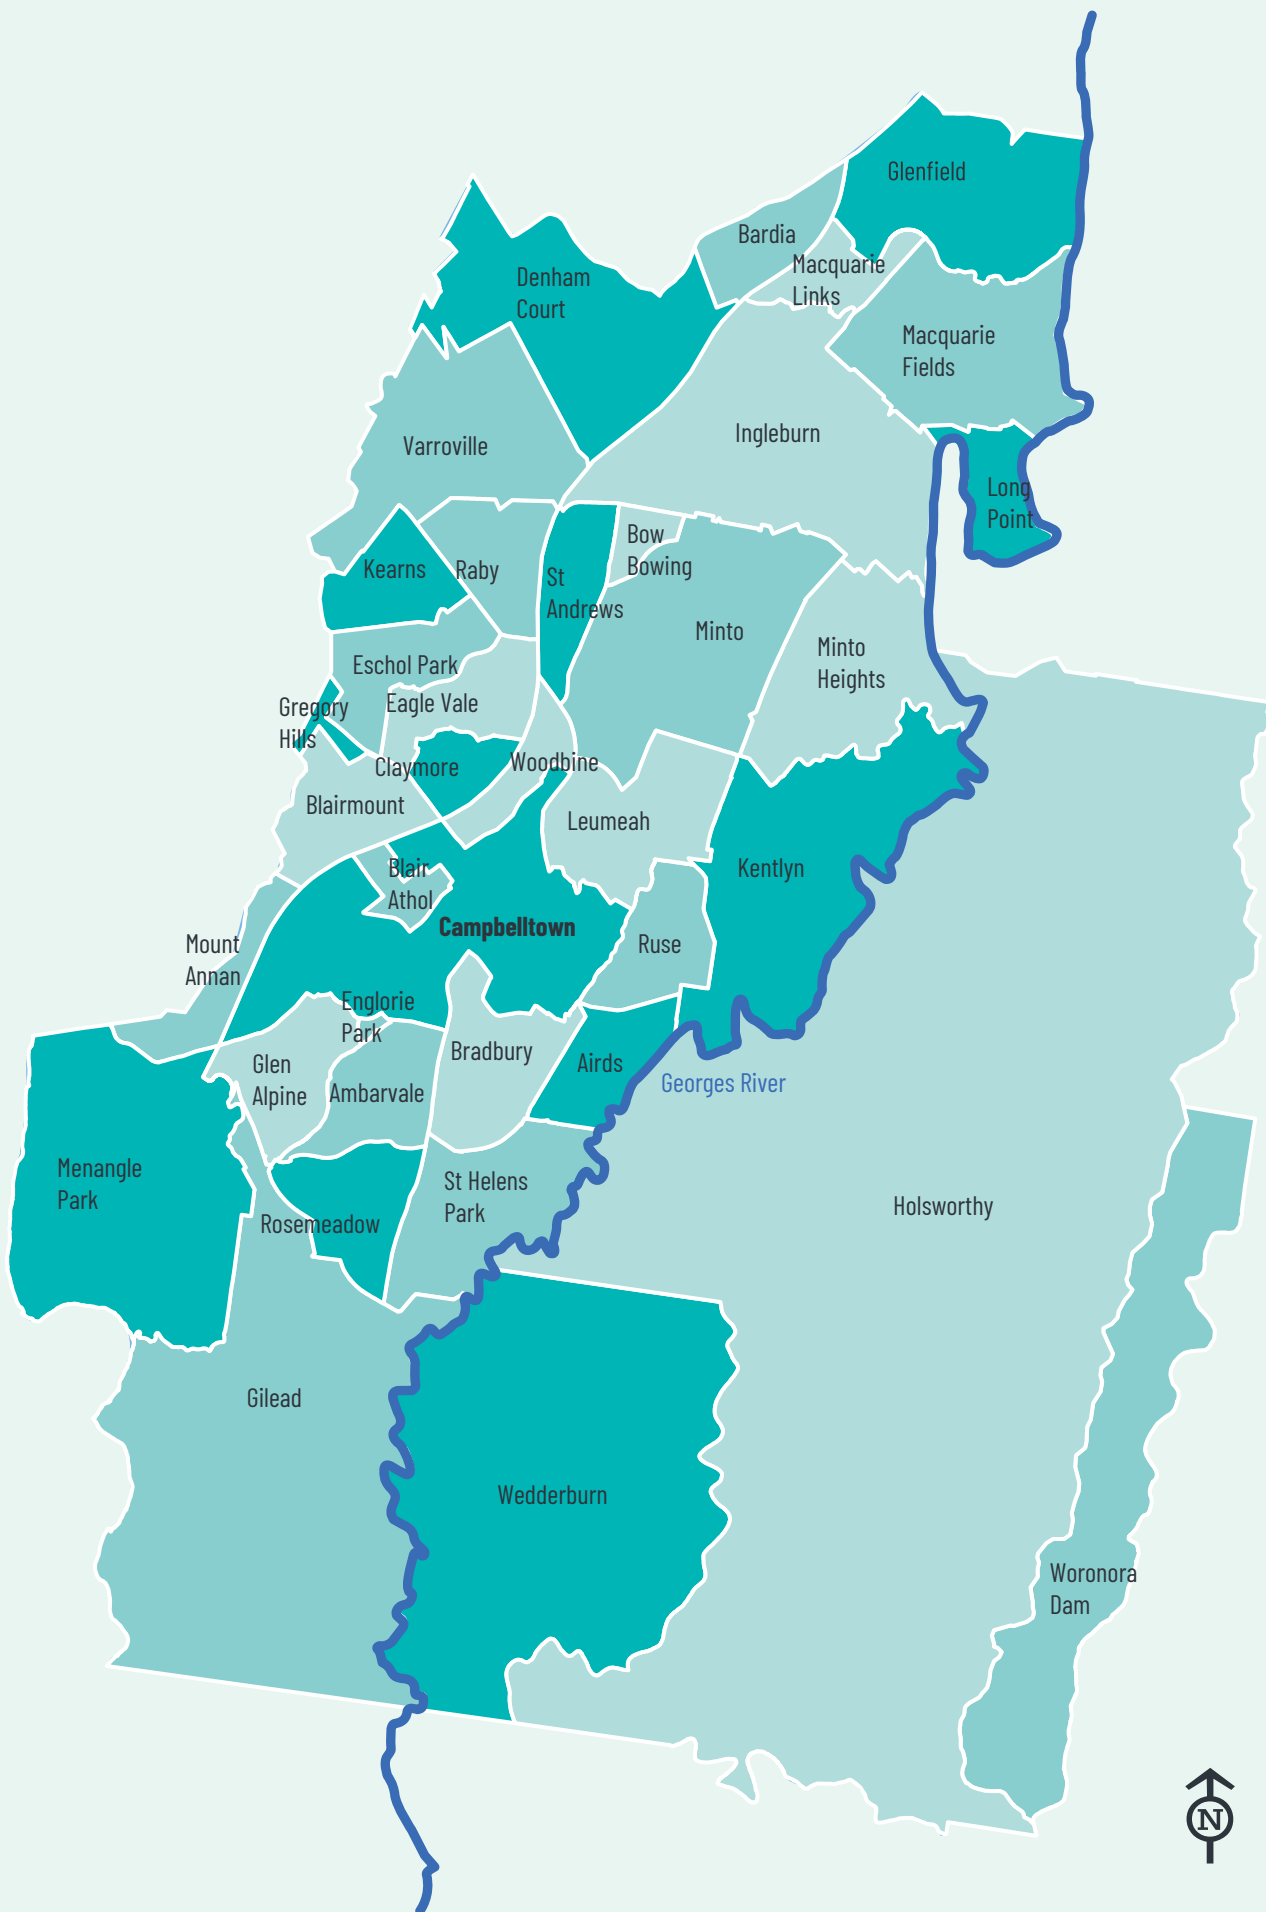 Glenfield
Bardia
Macquarie
Links
Denham
Court
Macquarie
Fields
Ingleburn
Varroville
Long
Point
Bow
Bowing
Kearns
Raby
St
Andrews
Minto
Minto
Heights
Eschol Park
Eagle Vale
Gregory
Hills
Claymore
Woodbine
Blairmount
Leumeah
Blair
Athol
Kentlyn
Campbelltown
Ruse
Mount
Annan
Englorie
Park
Glen
Alpine
Bradbury
Airds
Georges River
Ambarvale
Menangle
Park
St Helens
Park
Holsworthy
Rosemeadow
Gilead
Wedderburn
Woronora
Dam
N